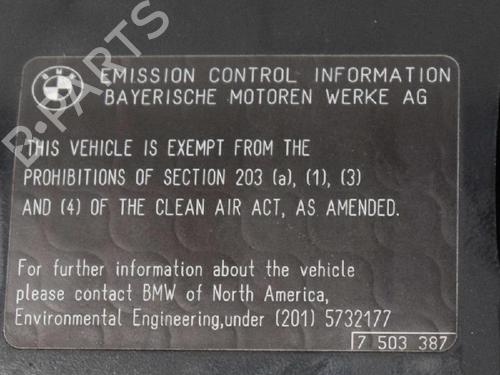 BMW
EMISSION CONTROL INFORMATION
BAYERISCHE MOTOREN WERKE AG
THIS VEHICLE IS EXEMPT FROM THE
PROHIBITIONS OF SECTION 203 (a), (1), (3)
AND (4) OF THE CLEAN AIR ACT, AS AMENDED.
For further information about the vehicle
please contact BMW of North America,
Environmental Engineering,under (201) 5732177
7 503 387
B-PARTS